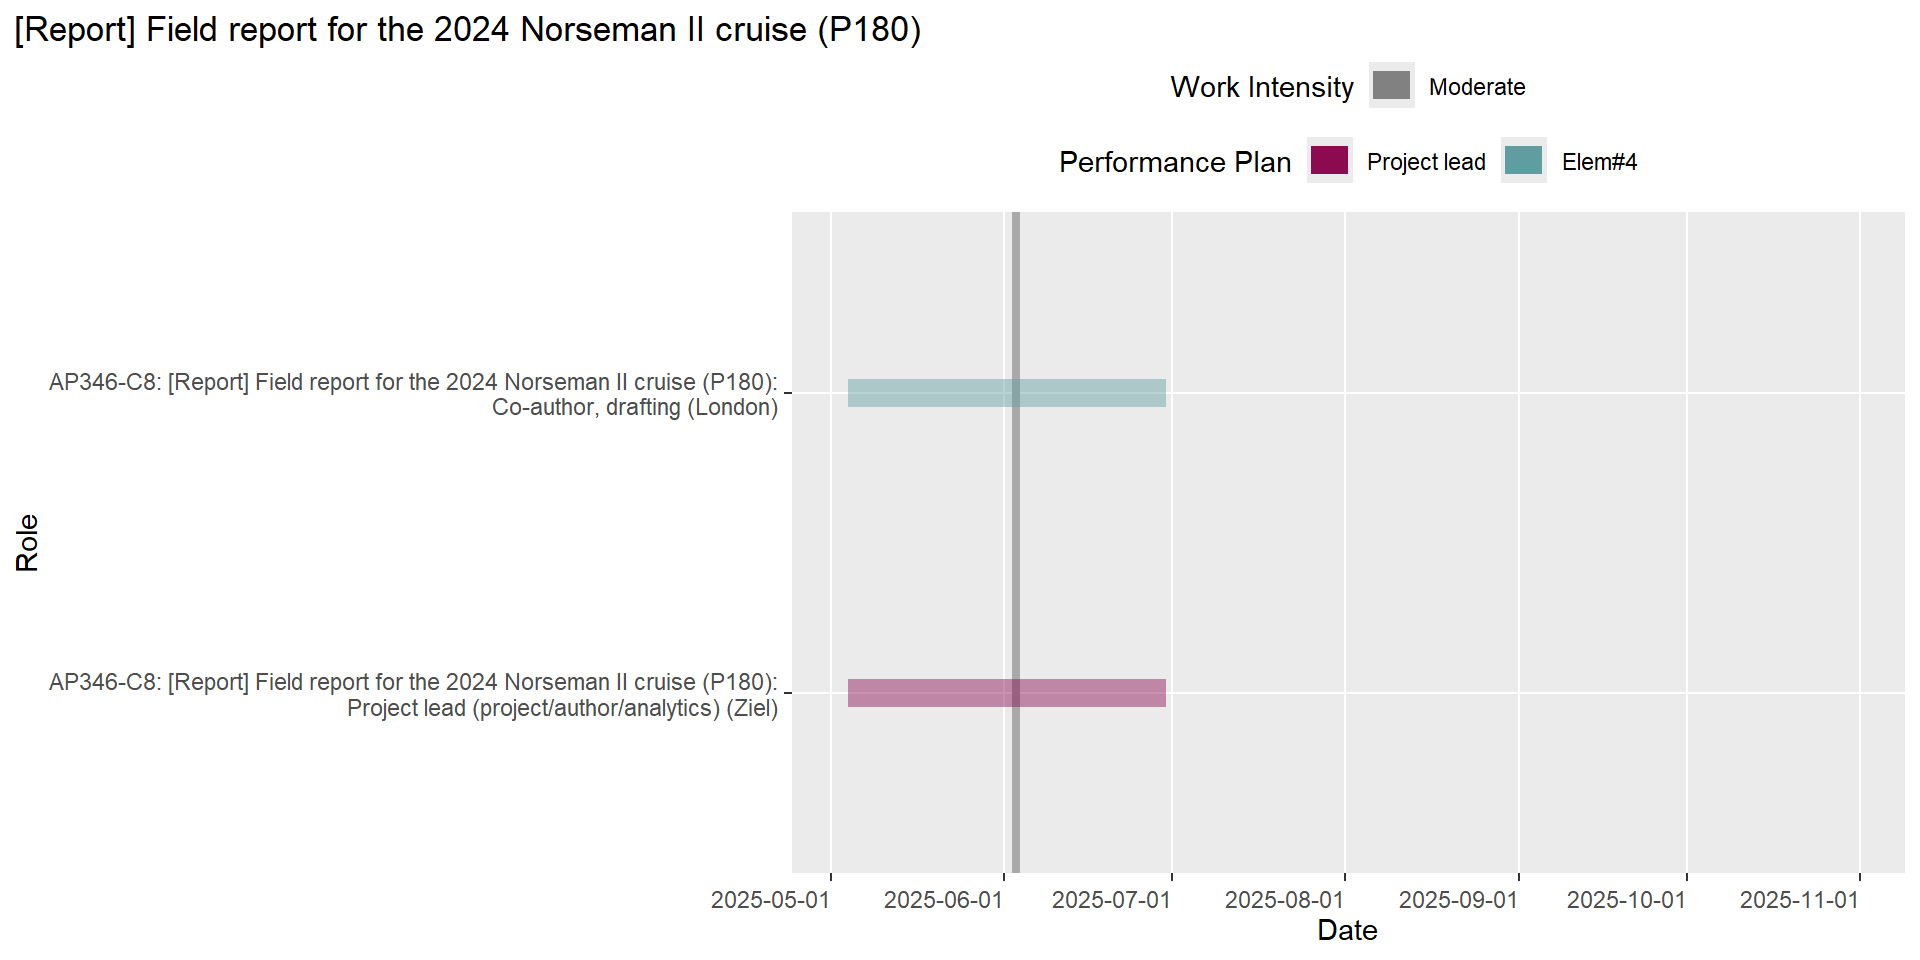 [Report] Field report for the 2024 Norseman II cruise (P180)
Work Intensity Moderate
Performance Plan Project lead Elem#4
AP346-C8: [Report] Field report for the 2024 Norseman II cruise (P180):
Co-author, drafting (London)
Role
AP346-C8: [Report] Field report for the 2024 Norseman II cruise (P180):
Project lead (project/author/analytics) (Ziel)
2025-05-01 2025-06-01 2025-07-01 2025-08-01 2025-09-01 2025-10-01 2025-11-01
Date